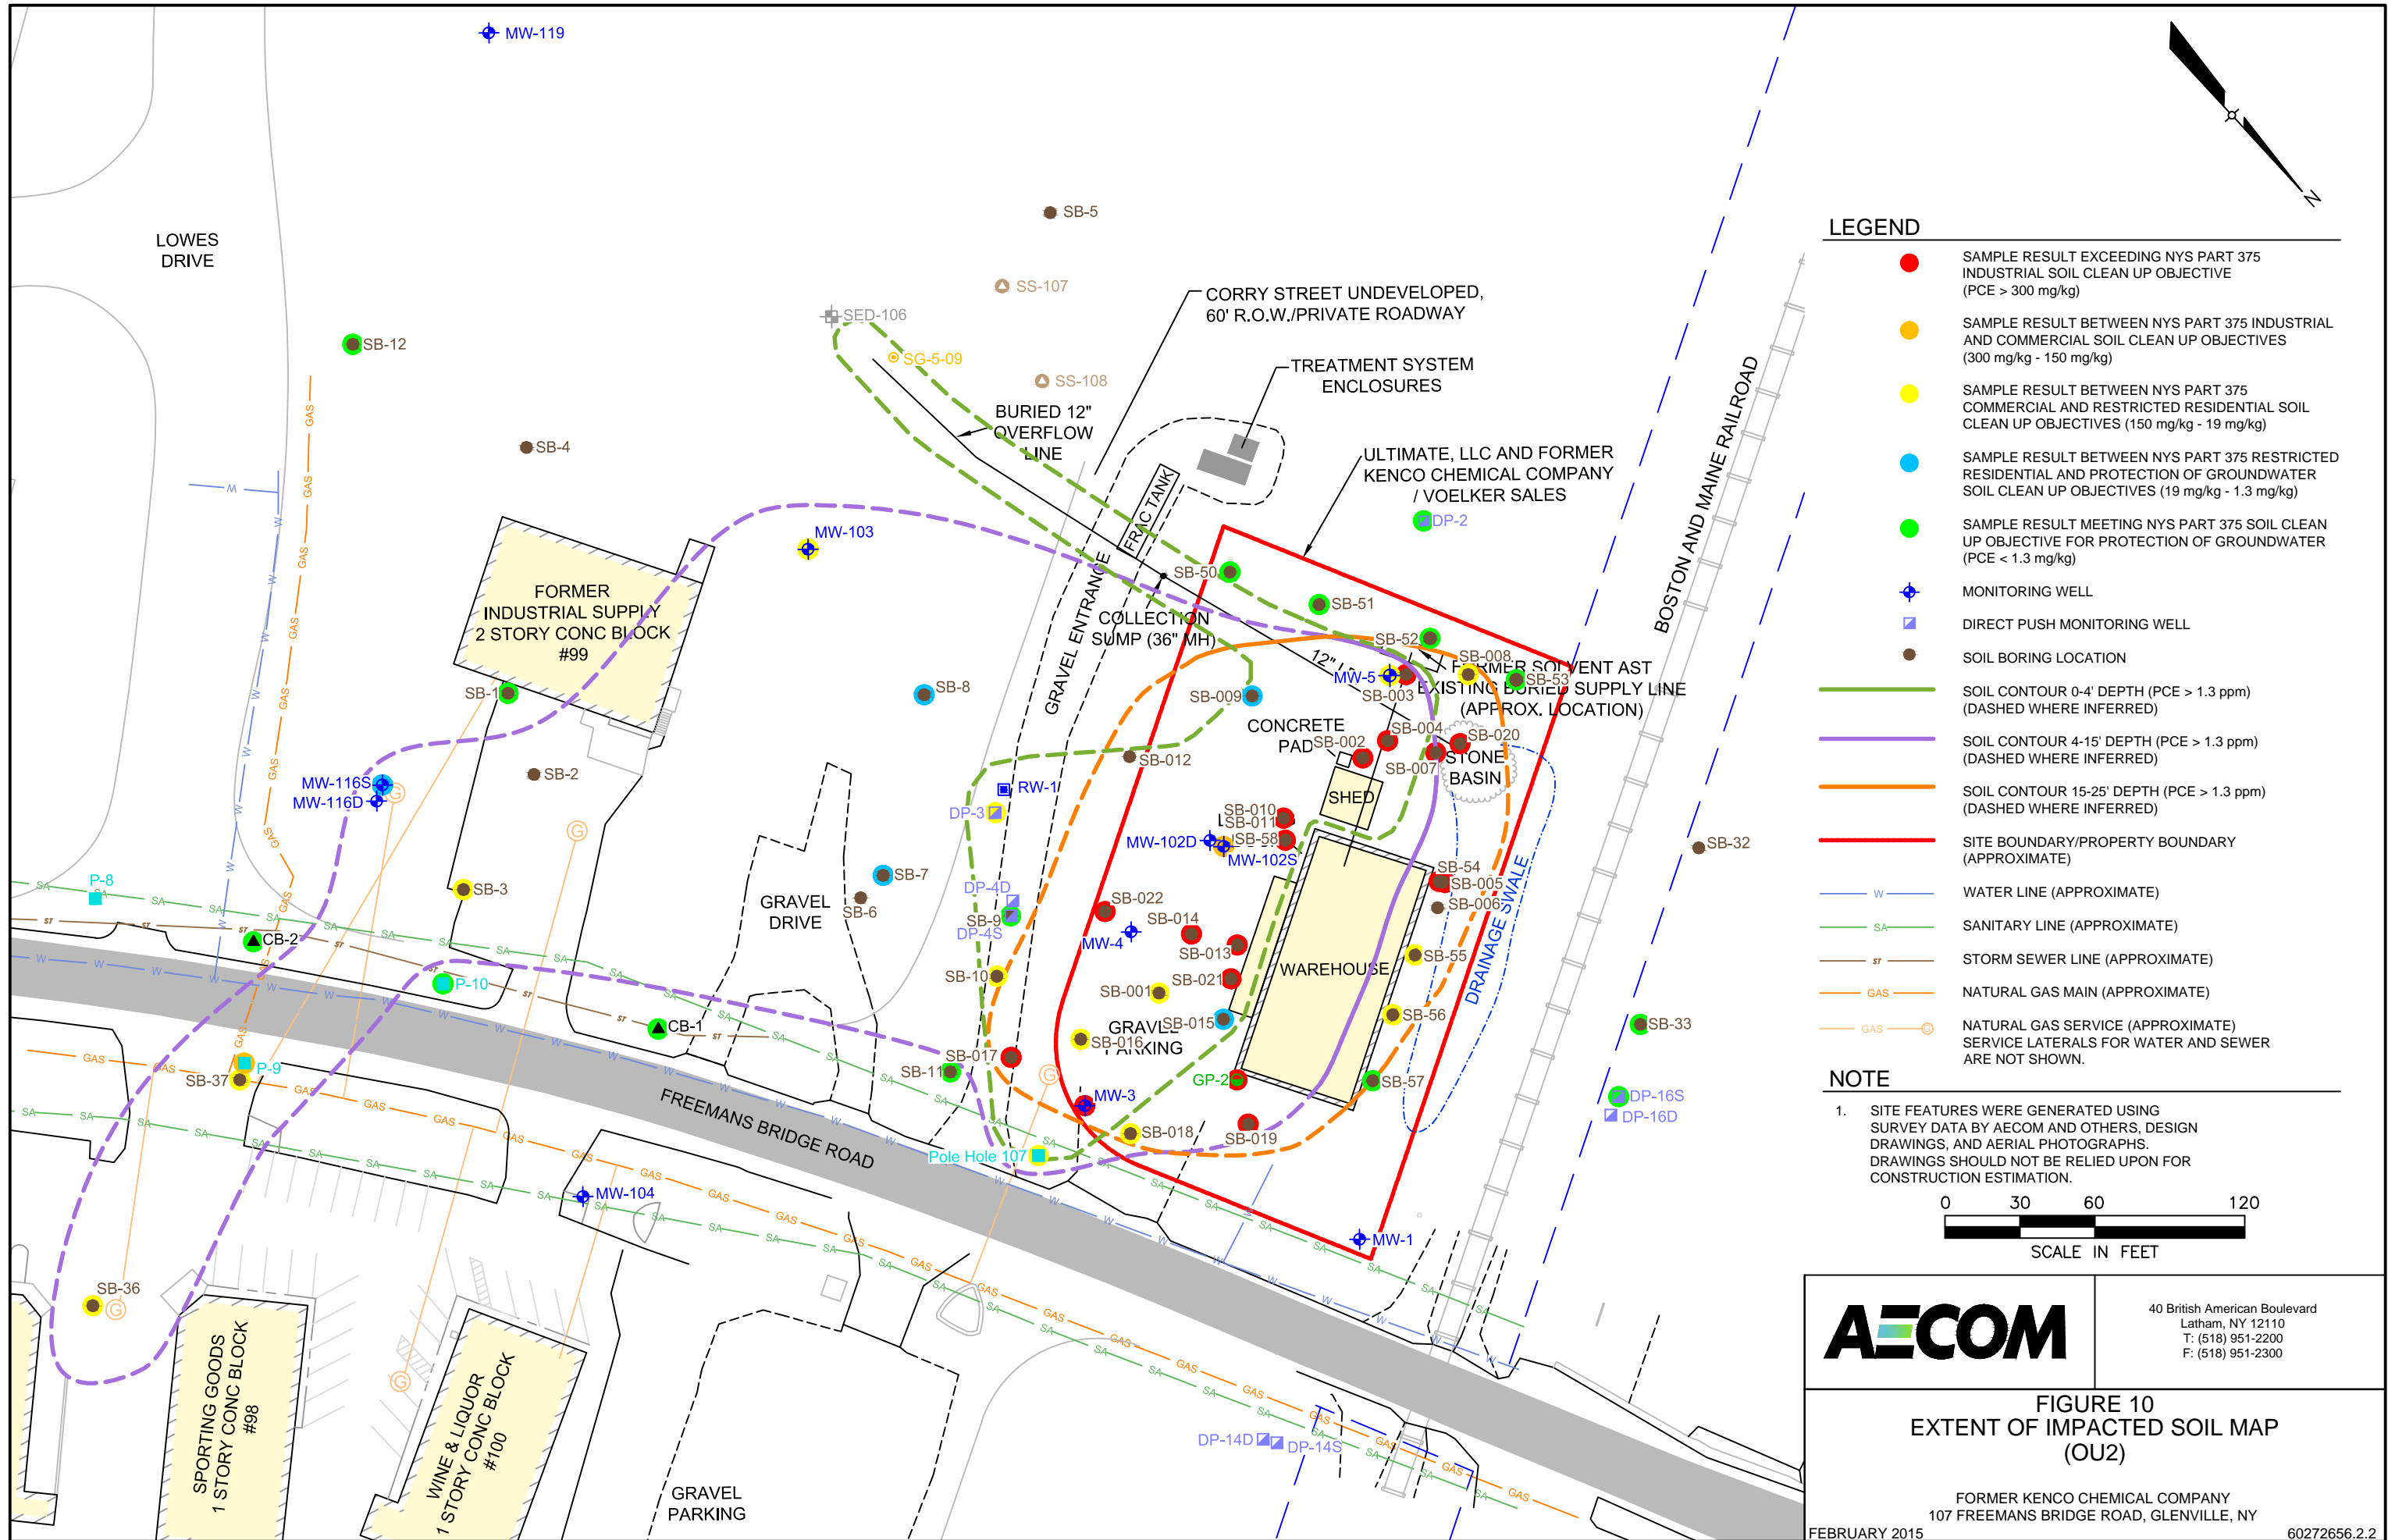 MW-119
N
SB-5
LOWES
DRIVE
SS-107
SED-106
SG-5-09
SS-108
SB-12
SB-4
CORRY STREET UNDEVELOPED,
60' R.O.W./PRIVATE ROADWAY
TREATMENT SYSTEM
ENCLOSURES
BURIED 12"
OVERFLOW
LINE
ULTIMATE, LLC AND FORMER
KENCO CHEMICAL COMPANY
/ VOELKER SALES
FRAC TANK
DP-2
BOSTON AND MAINE RAILROAD
MW-103
FORMER
INDUSTRIAL SUPPLY
2 STORY CONC BLOCK
#99
GRAVEL ENTRANCE
COLLECTION
SUMP (36" MH)
SB-50
SB-51
SB-52
SB-008
SB-53
FORMER SOLVENT AST
EXISTING BURIED SUPPLY LINE
(APPROX. LOCATION)
MW-5
SB-003
SB-009
SB-1
SB-8
CONCRETE
PAD
SB-002
SB-004
SB-020
SB-007
STONE
BASIN
SB-012
SHED
SB-2
MW-116S
MW-116D
RW-1
DP-3
SB-010
SB-011
SB-58
MW-102D
MW-102S
SB-32
SB-54
SB-005
SB-006
DRAINAGE SWALE
P-8
SB-3
SB-7
SB-6
GRAVEL
DRIVE
DP-4D
SB-9
DP-4S
SB-022
SB-014
MW-4
SB-013
WAREHOUSE
SB-55
CB-2
P-10
SB-10
SB-021
SB-001
SB-015
SB-56
GRAVEL
PARKING
SB-016
SB-33
CB-1
SB-017
SB-11
P-9
SB-37
GP-2
SB-57
DP-16S
DP-16D
MW-3
SB-018
SB-019
Pole Hole 107
FREEMANS BRIDGE ROAD
MW-104
MW-1
SB-36
SPORTING GOODS
1 STORY CONC BLOCK
#98
WINE & LIQUOR
1 STORY CONC BLOCK
#100
GRAVEL
PARKING
DP-14D
DP-14S
LEGEND
SAMPLE RESULT EXCEEDING NYS PART 375
INDUSTRIAL SOIL CLEAN UP OBJECTIVE
(PCE > 300 mg/kg)
SAMPLE RESULT BETWEEN NYS PART 375 INDUSTRIAL
AND COMMERCIAL SOIL CLEAN UP OBJECTIVES
(300 mg/kg - 150 mg/kg)
SAMPLE RESULT BETWEEN NYS PART 375
COMMERCIAL AND RESTRICTED RESIDENTIAL SOIL
CLEAN UP OBJECTIVES (150 mg/kg - 19 mg/kg)
SAMPLE RESULT BETWEEN NYS PART 375 RESTRICTED
RESIDENTIAL AND PROTECTION OF GROUNDWATER
SOIL CLEAN UP OBJECTIVES (19 mg/kg - 1.3 mg/kg)
SAMPLE RESULT MEETING NYS PART 375 SOIL CLEAN
UP OBJECTIVE FOR PROTECTION OF GROUNDWATER
(PCE < 1.3 mg/kg)
MONITORING WELL
DIRECT PUSH MONITORING WELL
SOIL BORING LOCATION
SOIL CONTOUR 0-4' DEPTH (PCE > 1.3 ppm)
(DASHED WHERE INFERRED)
SOIL CONTOUR 4-15' DEPTH (PCE > 1.3 ppm)
(DASHED WHERE INFERRED)
SOIL CONTOUR 15-25' DEPTH (PCE > 1.3 ppm)
(DASHED WHERE INFERRED)
SITE BOUNDARY/PROPERTY BOUNDARY
(APPROXIMATE)
W WATER LINE (APPROXIMATE)
SA SANITARY LINE (APPROXIMATE)
ST STORM SEWER LINE (APPROXIMATE)
GAS NATURAL GAS MAIN (APPROXIMATE)
GAS G NATURAL GAS SERVICE (APPROXIMATE)
SERVICE LATERALS FOR WATER AND SEWER
ARE NOT SHOWN.
NOTE
1. SITE FEATURES WERE GENERATED USING
SURVEY DATA BY AECOM AND OTHERS, DESIGN
DRAWINGS, AND AERIAL PHOTOGRAPHS.
DRAWINGS SHOULD NOT BE RELIED UPON FOR
CONSTRUCTION ESTIMATION.
0 30 60 120
SCALE IN FEET
AECOM
40 British American Boulevard
Latham, NY 12110
T: (518) 951-2200
F: (518) 951-2300
FIGURE 10
EXTENT OF IMPACTED SOIL MAP
(OU2)
FORMER KENCO CHEMICAL COMPANY
107 FREEMANS BRIDGE ROAD, GLENVILLE, NY
FEBRUARY 2015
60272656.2.2